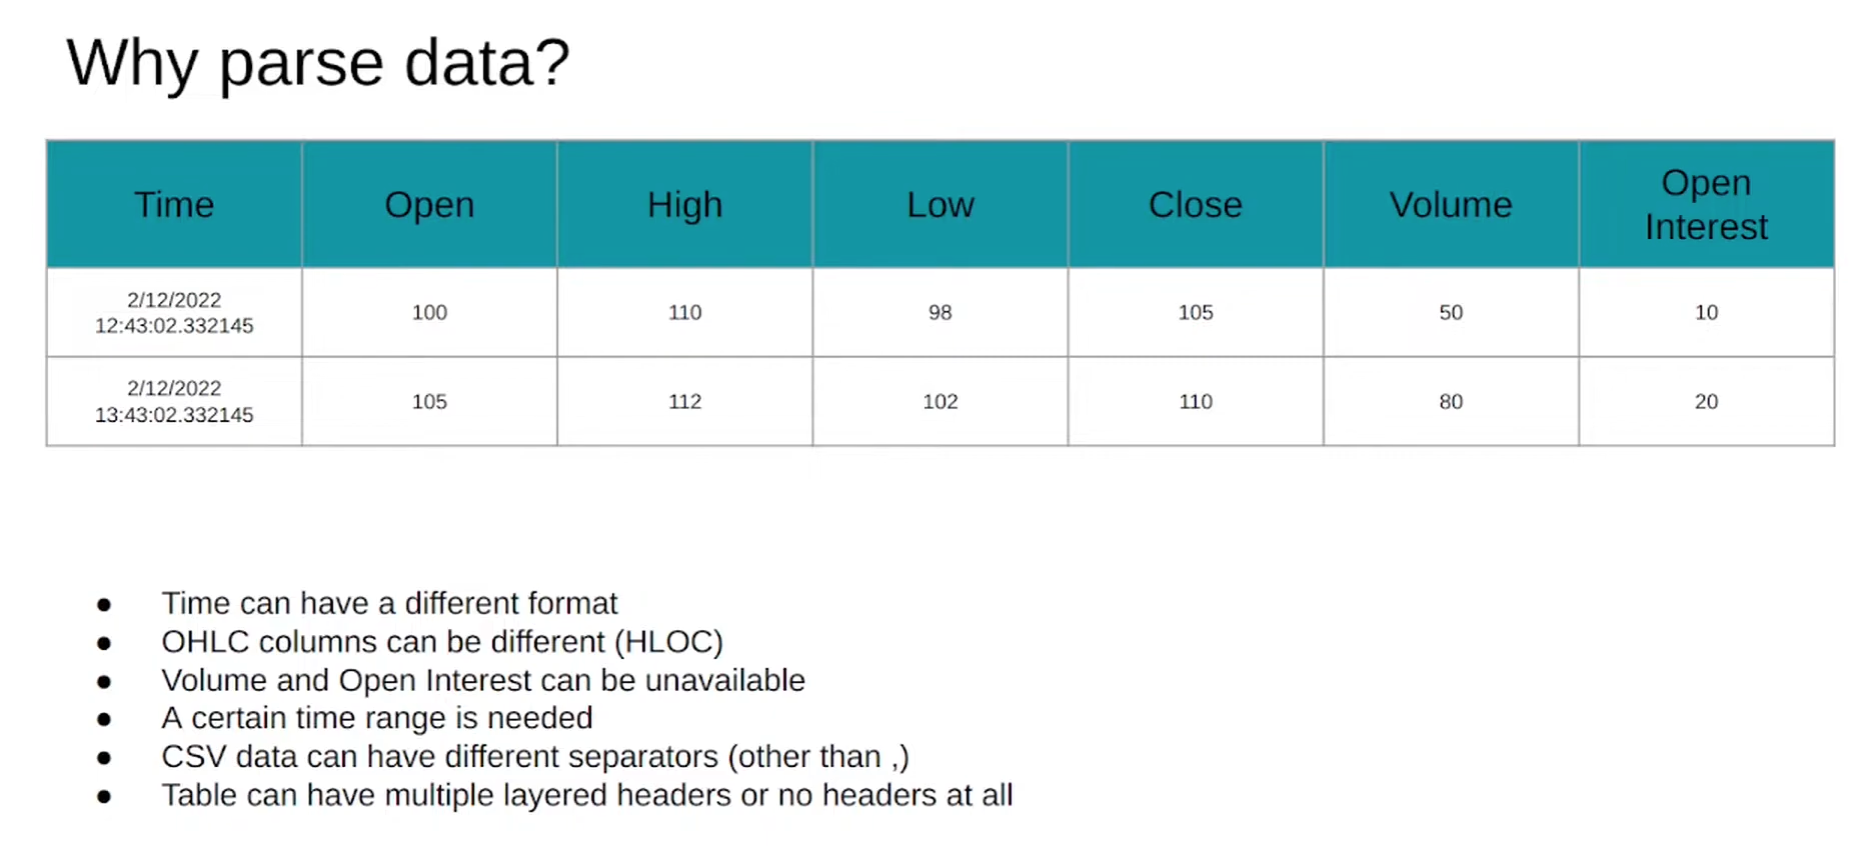 Why parse data?
Time Open High Low Close Volume Open Interest
2/12/2022 12:43:02.332145 100 110 98 105 50 10
2/12/2022 13:43:02.332145 105 112 102 110 80 20
● Time can have a different format
● OHLC columns can be different (HLOC)
● Volume and Open Interest can be unavailable
● A certain time range is needed
● CSV data can have different separators (other than ,)
● Table can have multiple layered headers or no headers at all